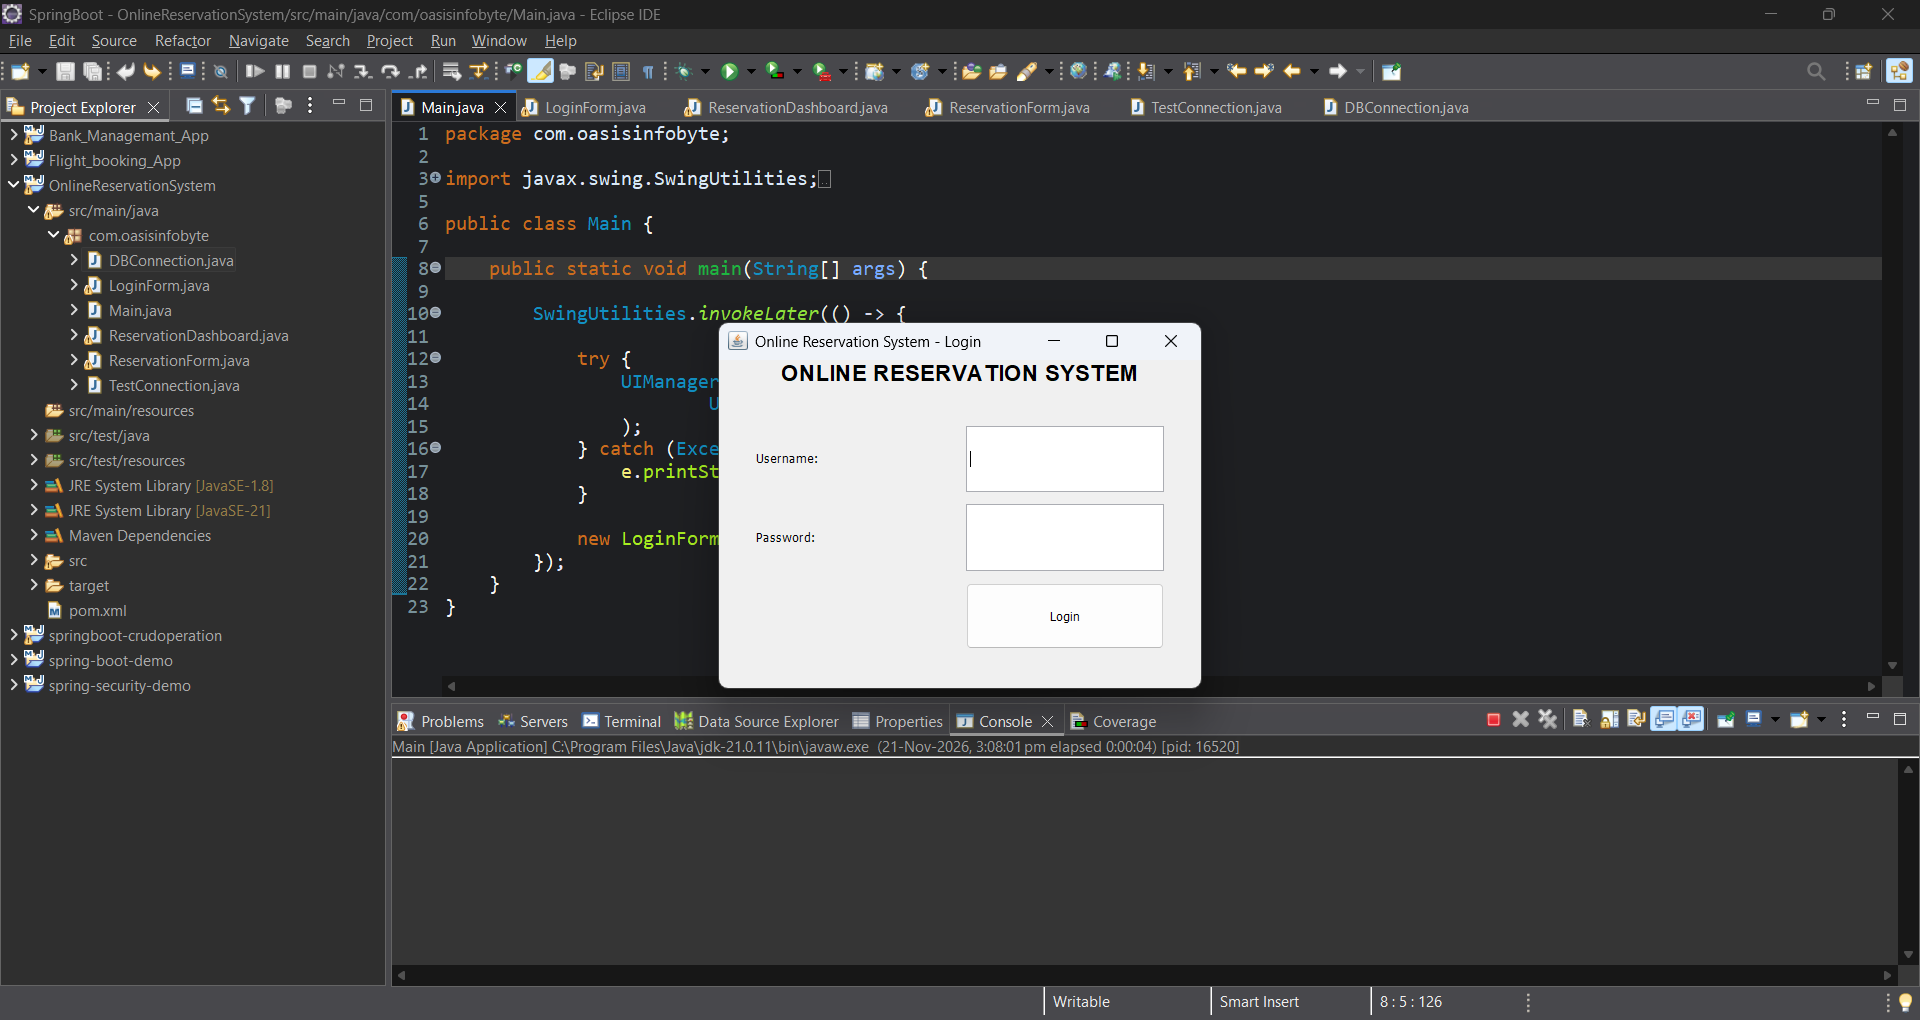 SpringBoot - OnlineReservationSystem/src/main/java/com/oasisinfobyte/Main.java - Eclipse IDE
File Edit Source Refactor Navigate Search Project Run Window Help
Project Explorer
Bank_Managemant_App
Flight_booking_App
OnlineReservationSystem
src/main/java
com.oasisinfobyte
DBConnection.java
LoginForm.java
Main.java
ReservationDashboard.java
ReservationForm.java
TestConnection.java
src/main/resources
src/test/java
src/test/resources
JRE System Library [JavaSE-1.8]
JRE System Library [JavaSE-21]
Maven Dependencies
src
target
pom.xml
springboot-crudoperation
spring-boot-demo
spring-security-demo
Main.java LoginForm.java ReservationDashboard.java ReservationForm.java TestConnection.java DBConnection.java
1 package com.oasisinfobyte;
2
3 import javax.swing.SwingUtilities;
5
6 public class Main {
7
8 public static void main(String[] args) {
9
10 SwingUtilities.invokeLater(() -> {
11
12 try {
13 UIManager
14 U
15 );
16 } catch (Exce
17 e.printSt
18 }
19
20 new LoginForm
21 });
22 }
23 }
Online Reservation System - Login
ONLINE RESERVATION SYSTEM
Username:
Password:
Login
Problems Servers Terminal Data Source Explorer Properties Console Coverage
Main [Java Application] C:\Program Files\Java\jdk-21.0.11\bin\javaw.exe (21-Nov-2026, 3:08:01 pm elapsed 0:00:04) [pid: 16520]
Writable Smart Insert 8 : 5 : 126